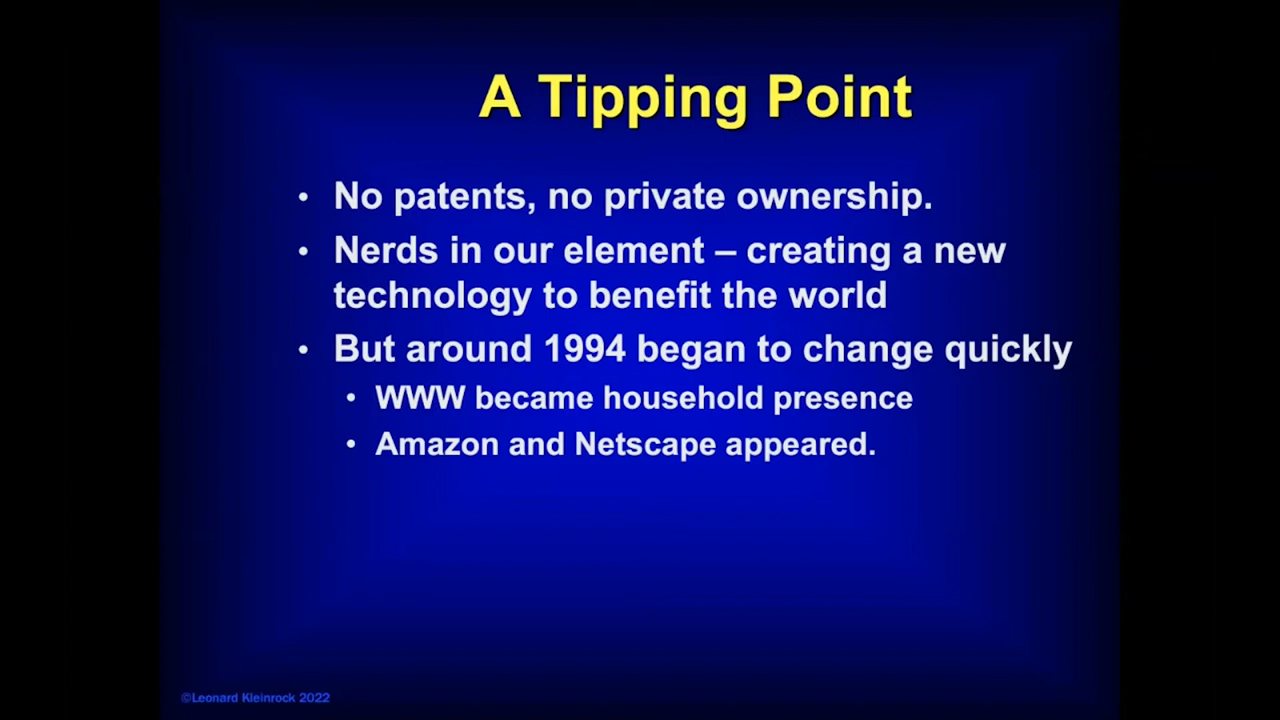 A Tipping Point
• No patents, no private ownership.
• Nerds in our element – creating a new
technology to benefit the world
• But around 1994 began to change quickly
• WWW became household presence
• Amazon and Netscape appeared.
©Leonard Kleinrock 2022